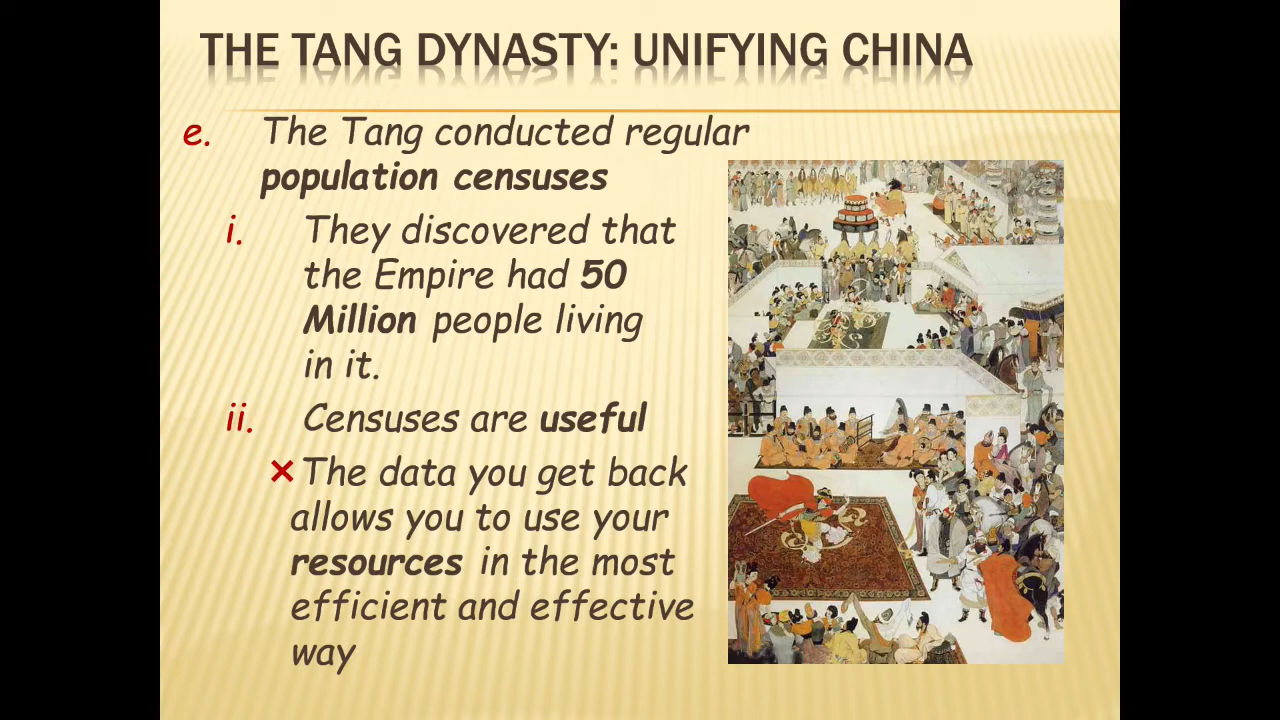 THE TANG DYNASTY: UNIFYING CHINA
e. The Tang conducted regular
population censuses
i. They discovered that
the Empire had 50
Million people living
in it.
ii. Censuses are useful
The data you get back
allows you to use your
resources in the most
efficient and effective
way